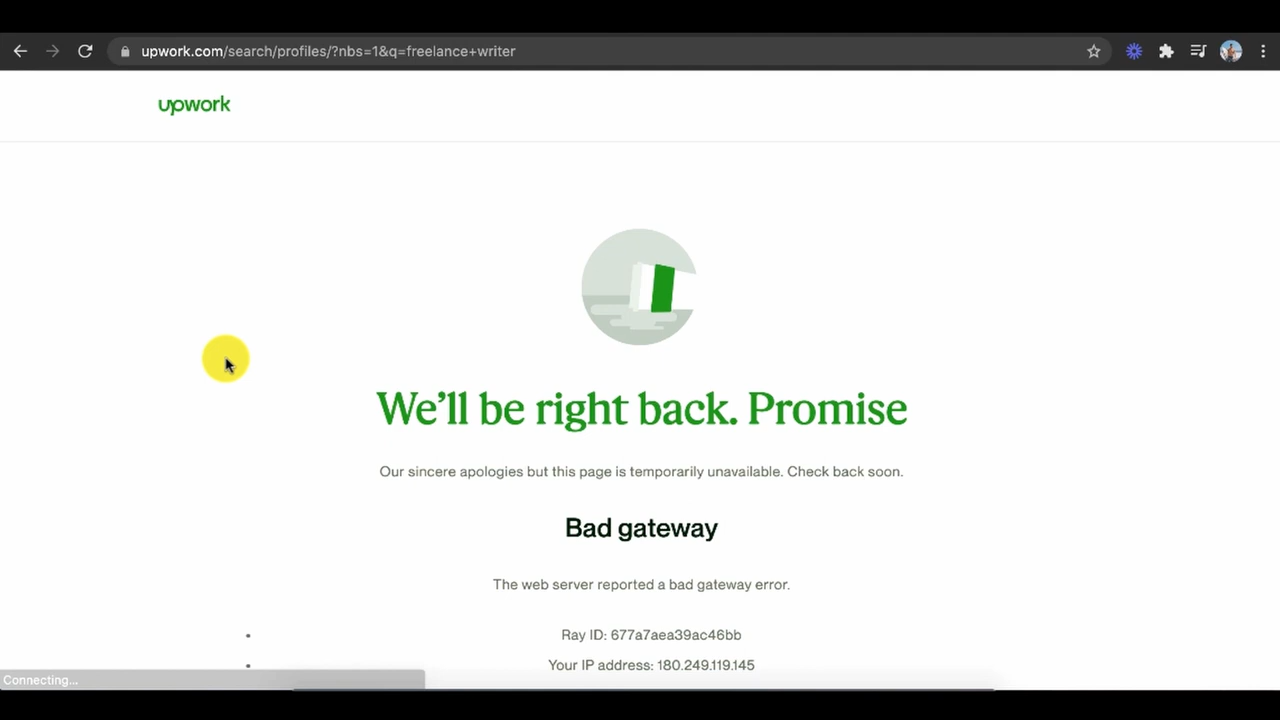 upwork.com/search/profiles/?nbs=1&q=freelance+writer
upwork
We'll be right back. Promise
Our sincere apologies but this page is temporarily unavailable. Check back soon.
Bad gateway
The web server reported a bad gateway error.
• Ray ID: 677a7aea39ac46bb
• Your IP address: 180.249.119.145
Connecting...